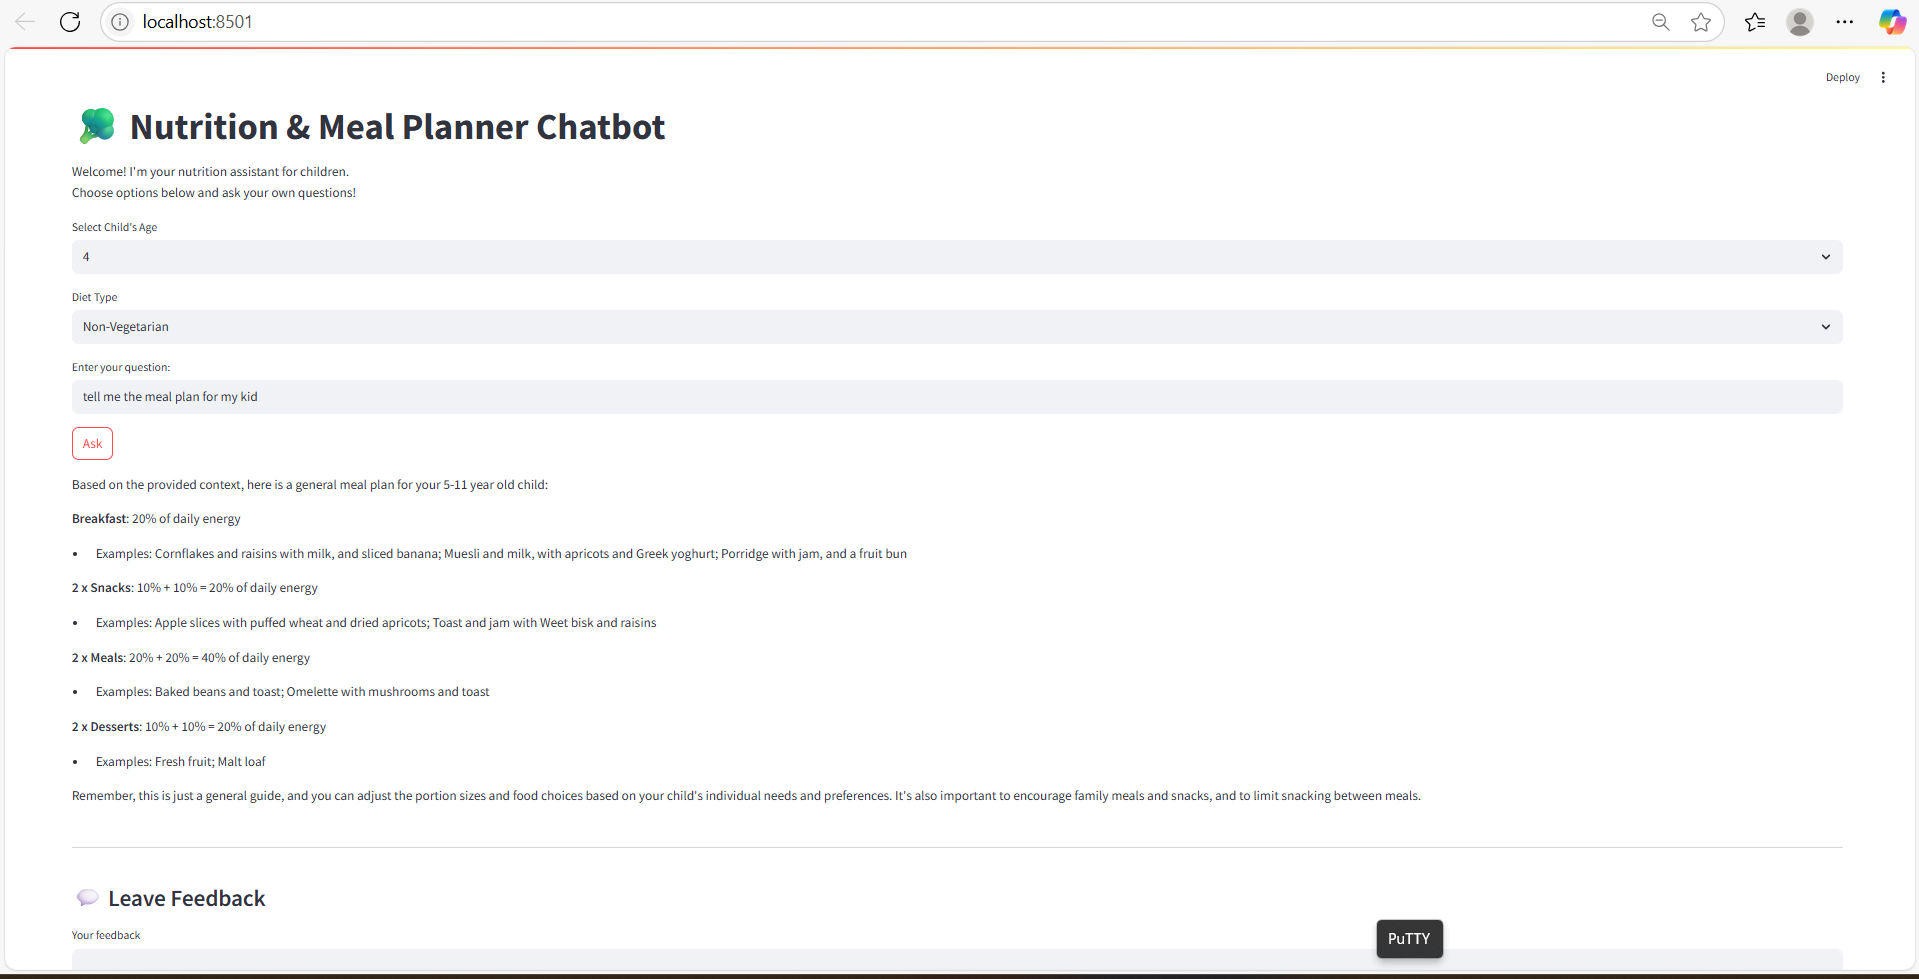 localhost:8501
Deploy
Nutrition & Meal Planner Chatbot
Welcome! I'm your nutrition assistant for children.
Choose options below and ask your own questions!
Select Child's Age
4
Diet Type
Non-Vegetarian
Enter your question:
tell me the meal plan for my kid
Ask
Based on the provided context, here is a general meal plan for your 5-11 year old child:
Breakfast: 20% of daily energy
• Examples: Cornflakes and raisins with milk, and sliced banana; Muesli and milk, with apricots and Greek yoghurt; Porridge with jam, and a fruit bun
2 x Snacks: 10% + 10% = 20% of daily energy
• Examples: Apple slices with puffed wheat and dried apricots; Toast and jam with Weet bisk and raisins
2 x Meals: 20% + 20% = 40% of daily energy
• Examples: Baked beans and toast; Omelette with mushrooms and toast
2 x Desserts: 10% + 10% = 20% of daily energy
• Examples: Fresh fruit; Malt loaf
Remember, this is just a general guide, and you can adjust the portion sizes and food choices based on your child's individual needs and preferences. It's also important to encourage family meals and snacks, and to limit snacking between meals.
Leave Feedback
Your feedback
PuTTY